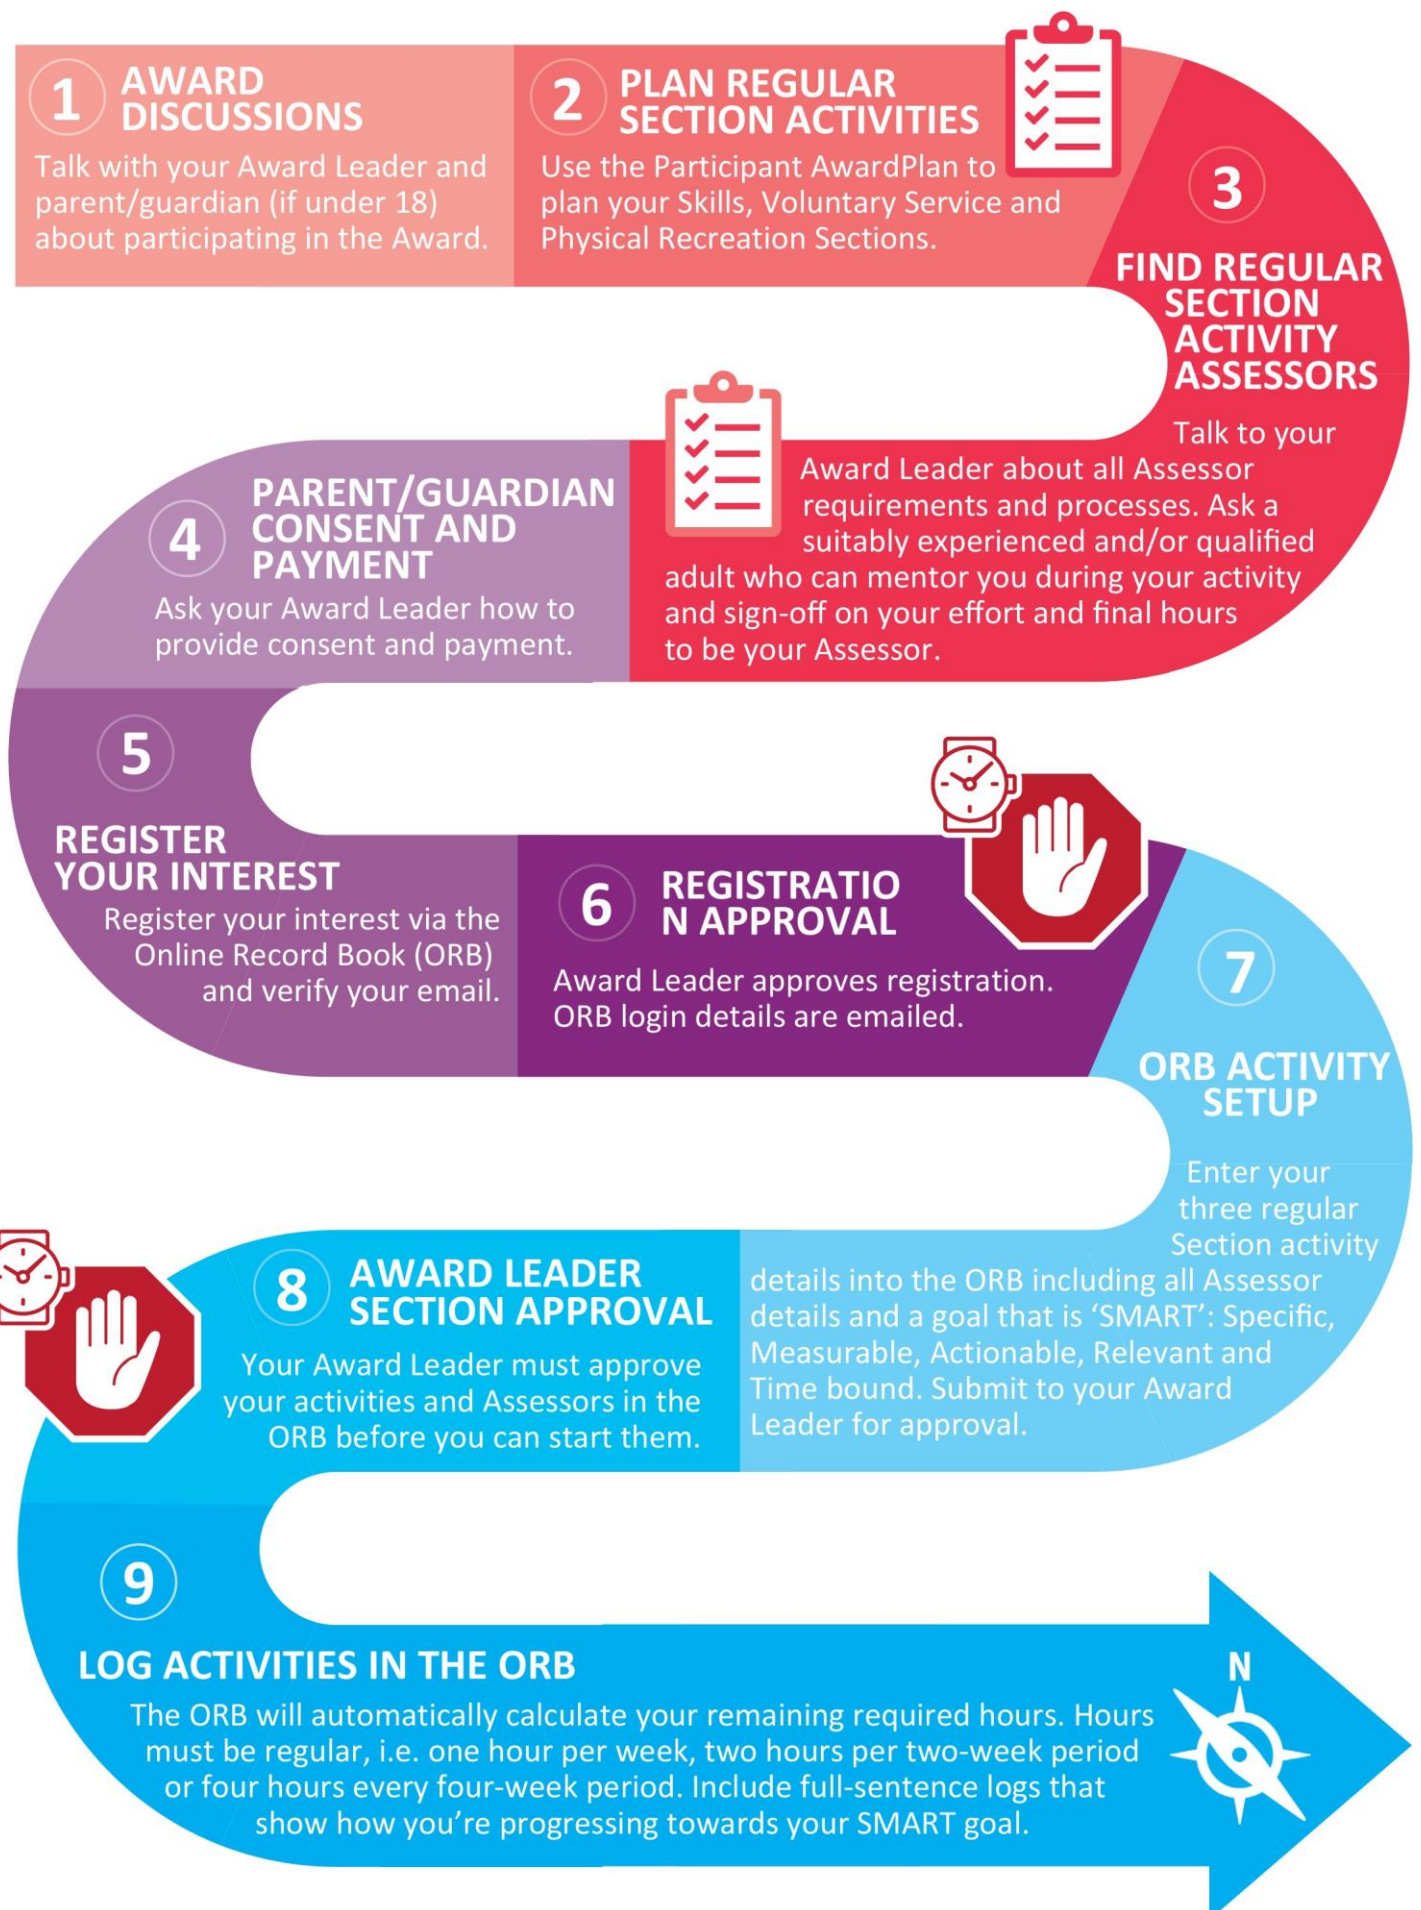 1
AWARD
DISCUSSIONS
Talk with your Award Leader and
parent/guardian (if under 18)
about participating in the Award.
2
PLAN REGULAR
SECTION ACTIVITIES
Use the Participant AwardPlan to
plan your Skills, Voluntary Service and
Physical Recreation Sections.
3
FIND REGULAR
SECTION
ACTIVITY
ASSESSORS
Talk to your
Award Leader about all Assessor
requirements and processes. Ask a
suitably experienced and/or qualified
adult who can mentor you during your activity
and sign-off on your effort and final hours
to be your Assessor.
4
PARENT/GUARDIAN
CONSENT AND
PAYMENT
Ask your Award Leader how to
provide consent and payment.
5
REGISTER
YOUR INTEREST
Register your interest via the
Online Record Book (ORB)
and verify your email.
6
REGISTRATIO
N APPROVAL
Award Leader approves registration.
ORB login details are emailed.
7
ORB ACTIVITY
SETUP
Enter your
three regular
Section activity
details into the ORB including all Assessor
details and a goal that is ‘SMART’: Specific,
Measurable, Actionable, Relevant and
Time bound. Submit to your Award
Leader for approval.
8
AWARD LEADER
SECTION APPROVAL
Your Award Leader must approve
your activities and Assessors in the
ORB before you can start them.
9
LOG ACTIVITIES IN THE ORB
The ORB will automatically calculate your remaining required hours. Hours
must be regular, i.e. one hour per week, two hours per two-week period
or four hours every four-week period. Include full-sentence logs that
show how you’re progressing towards your SMART goal.
N